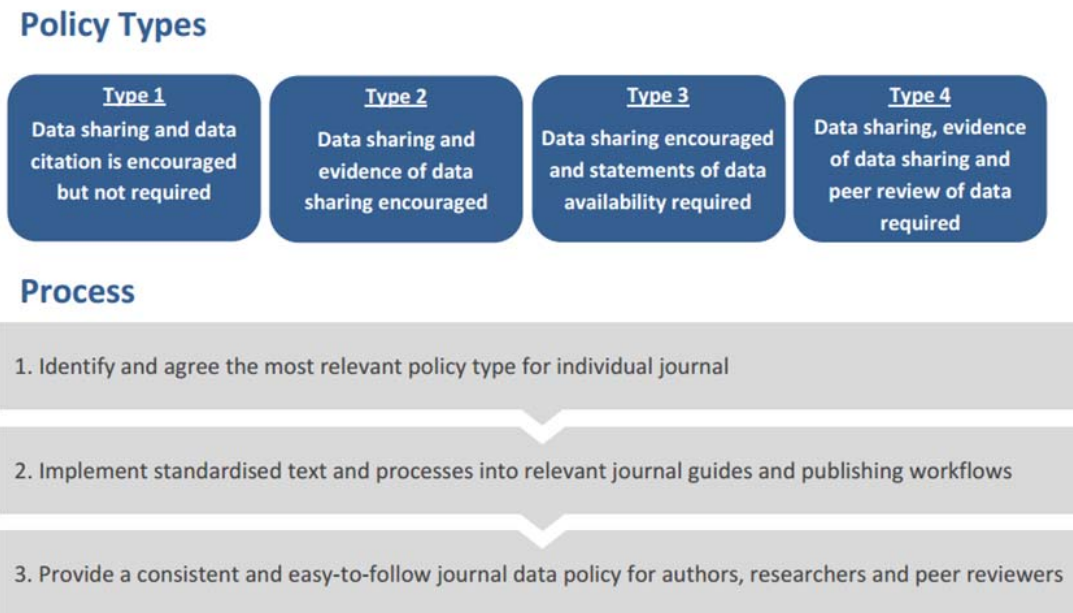 Policy Types
Type 1
Data sharing and data
citation is encouraged
but not required
Type 2
Data sharing and
evidence of data
sharing encouraged
Type 3
Data sharing encouraged
and statements of data
availability required
Type 4
Data sharing, evidence
of data sharing and
peer review of data
required
Process
1. Identify and agree the most relevant policy type for individual journal
2. Implement standardised text and processes into relevant journal guides and publishing workflows
3. Provide a consistent and easy-to-follow journal data policy for authors, researchers and peer reviewers